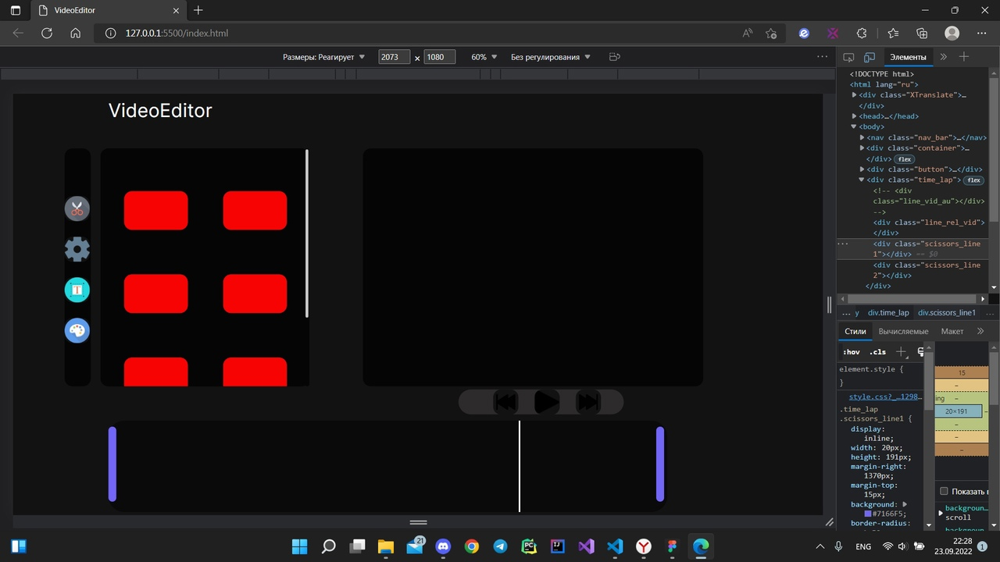 VideoEditor
127.0.0.1:5500/index.html
Размеры: Реагирует 2073 x 1080 60% Без регулирования
Элементы
VideoEditor
<!DOCTYPE html>
<html lang="ru">
<div class="XTranslate">…
</div>
<head>…</head>
<body>
<nav class="nav_bar">…</nav>
<div class="container">…
</div> flex
<div class="button">…</div>
<div class="time_lap"> flex
<!-- <div
class="line_vid_au"></div>
-->
<div class="line_rel_vid">
</div>
<div class="scissors_line
1"></div> == $0
<div class="scissors_line
2"></div>
</div>
… y div.time_lap div.scissors_line1 …
Стили Вычисляемые Макет
:hov .cls
element.style {
}
style.css?_…1298…
.time_lap
.scissors_line1 {
display:
inline;
width: 20px;
height: 191px;
margin-right:
1370px;
margin-top:
15px;
background:
#7166F5;
border-radius:
15
–
ing –
20×191 –
–
–
–
Показать в
backgroun…
scroll
backgroun…
T
21
PC
IJ
ENG
22:28
23.09.2022
1